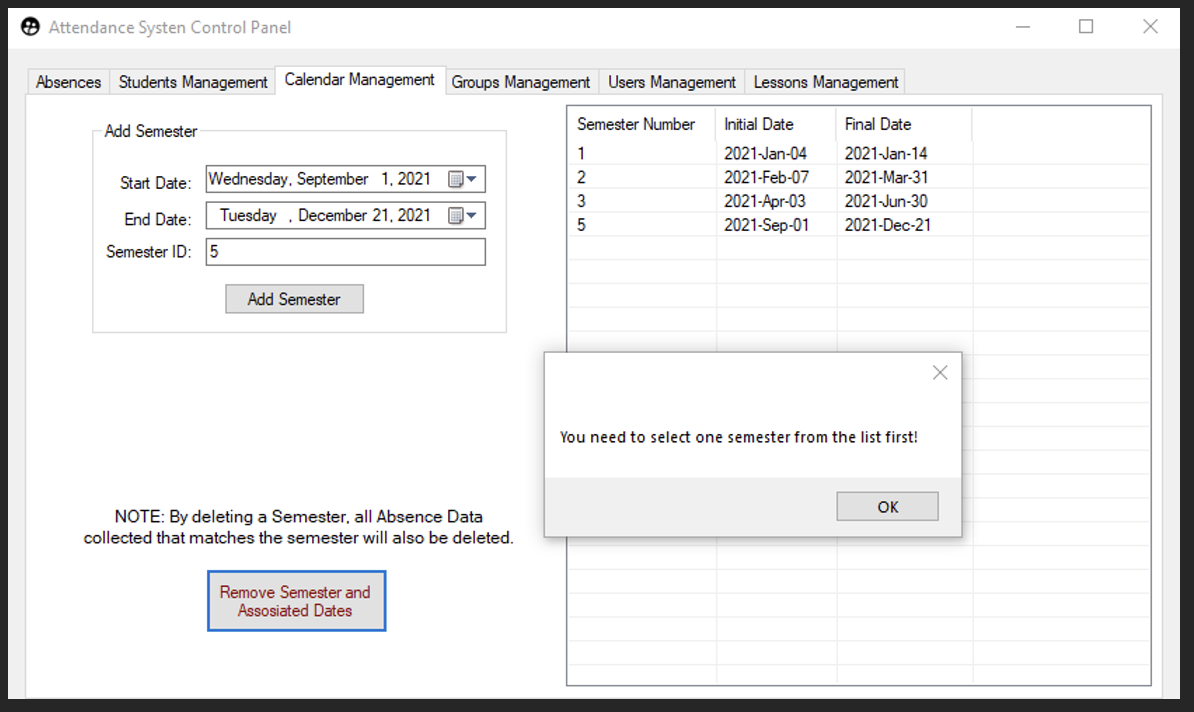 Attendance Systen Control Panel
Absences Students Management Calendar Management Groups Management Users Management Lessons Management
Add Semester
Start Date: Wednesday, September 1, 2021
End Date: Tuesday , December 21, 2021
Semester ID: 5
Add Semester
Semester Number Initial Date Final Date
1 2021-Jan-04 2021-Jan-14
2 2021-Feb-07 2021-Mar-31
3 2021-Apr-03 2021-Jun-30
5 2021-Sep-01 2021-Dec-21
You need to select one semester from the list first!
OK
NOTE: By deleting a Semester, all Absence Data
collected that matches the semester will also be deleted.
Remove Semester and
Assosiated Dates